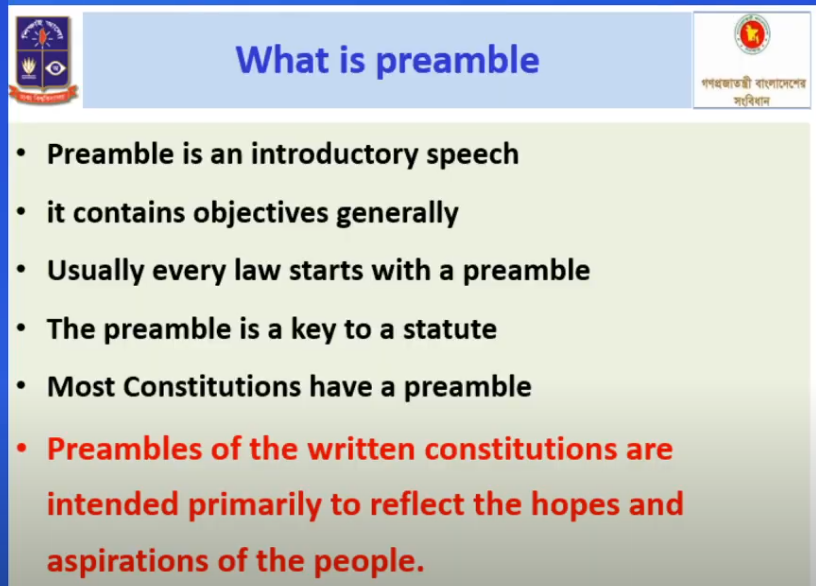 What is preamble
গণপ্রজাতন্ত্রী বাংলাদেশের
সংবিধান
• Preamble is an introductory speech
• it contains objectives generally
• Usually every law starts with a preamble
• The preamble is a key to a statute
• Most Constitutions have a preamble
• Preambles of the written constitutions are
intended primarily to reflect the hopes and
aspirations of the people.